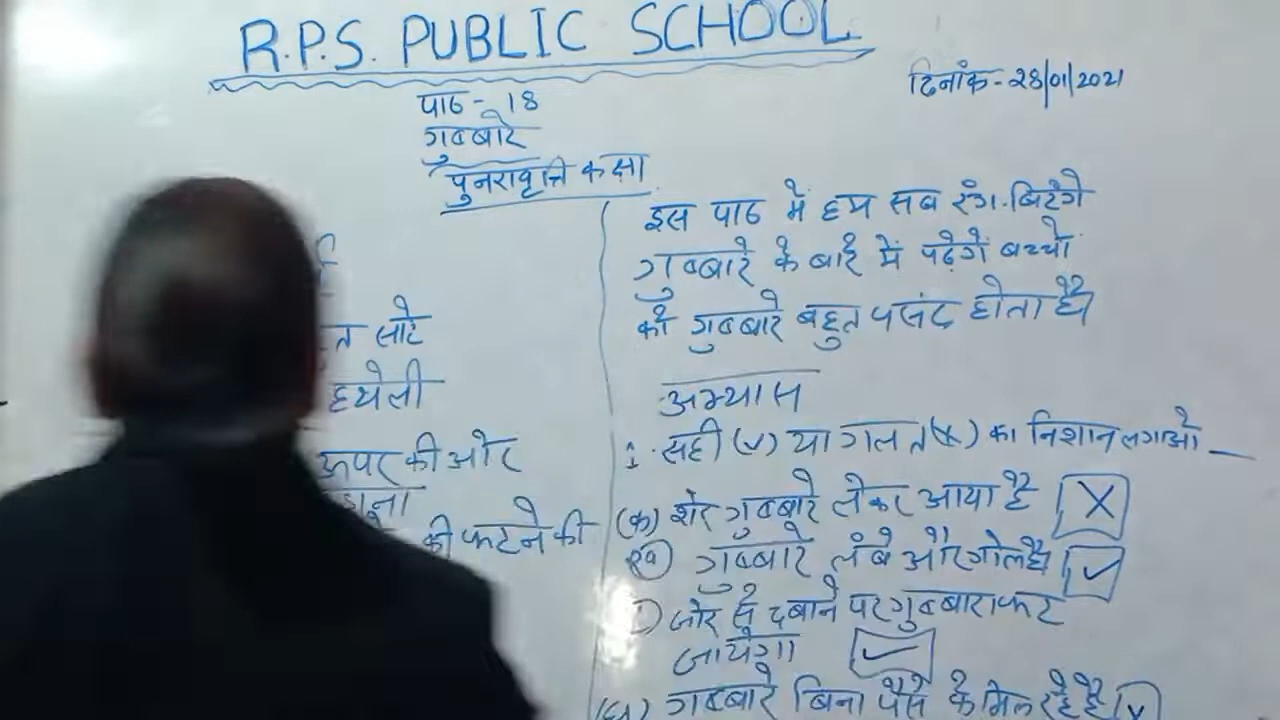 R.P.S. PUBLIC SCHOOL
दिनांक-28/01/2021
पाठ - 18
गुब्बारे
पुनरावृत्ति कक्षा
त सोटे
हथेली
ऊपर की ओर
की फटने की
इस पाठ में हम सब रंग-बिरंगे
गुब्बारे के बारे में पढ़ेगें बच्चों
को गुब्बारे बहुत पसंद होता है
अभ्यास
1. सही (✓) या गलत (×) का निशान लगाओ _
(क) शेर गुब्बारे लेकर आया है ☒
ख) गुब्बारे लंबे और गोल है ☑
) जोर से दबाने पर गुब्बारा फट
जायेगा ☑
(घ) गुब्बारे बिना पैसे के मिल रहे है